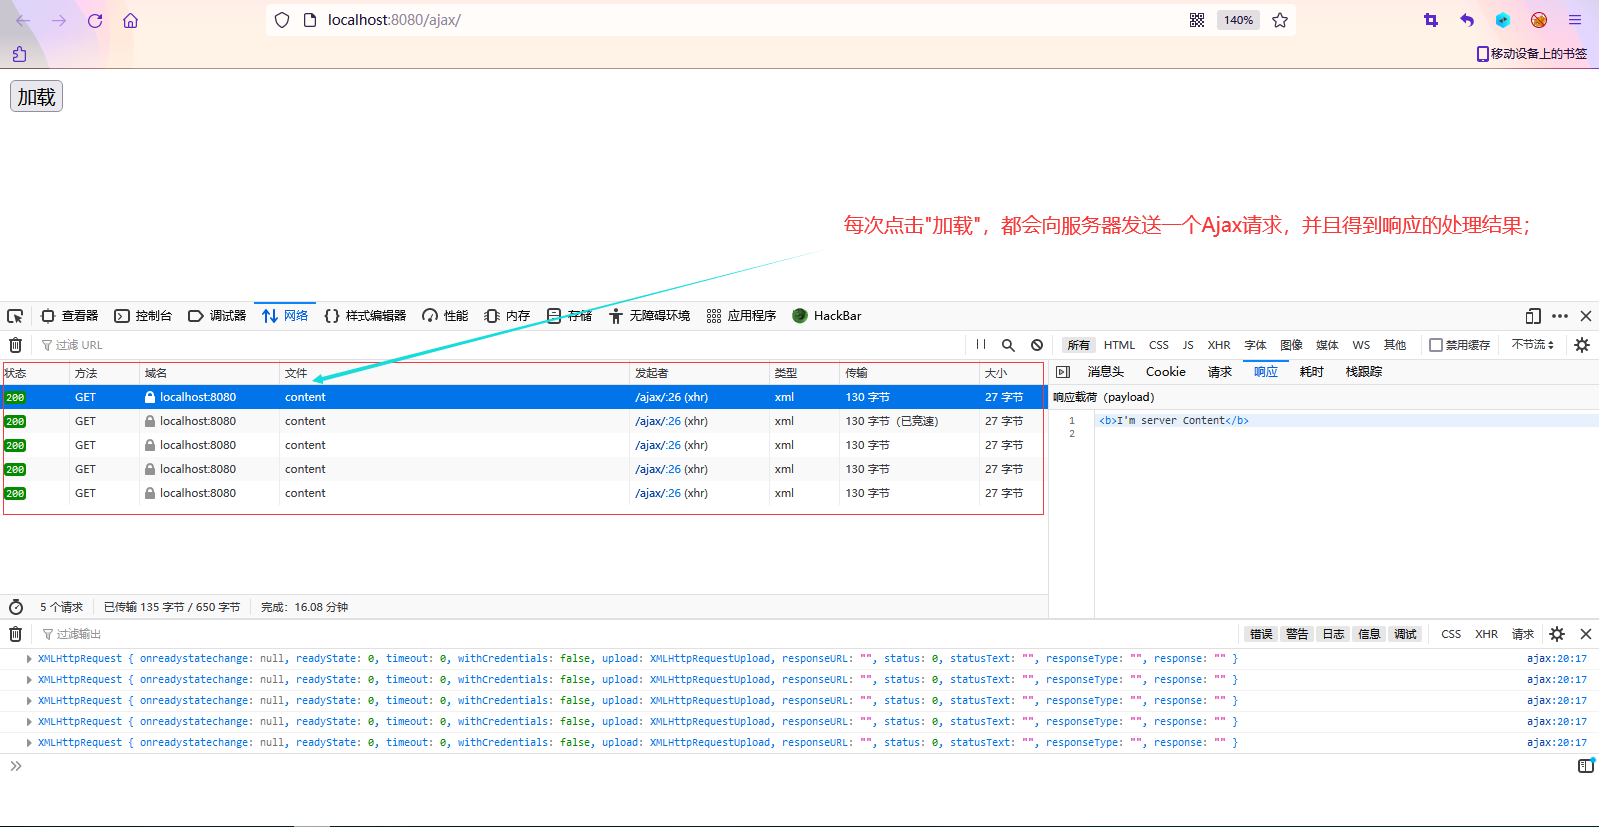 localhost:8080/ajax/ 140%
移动设备上的书签
加载
每次点击"加载"，都会向服务器发送一个Ajax请求，并且得到响应的处理结果；
查看器 控制台 调试器 网络 样式编辑器 性能 内存 存储 无障碍环境 应用程序 HackBar
过滤 URL 所有 HTML CSS JS XHR 字体 图像 媒体 WS 其他 禁用缓存 不节流
状态 方法 域名 文件 发起者 类型 传输 大小 消息头 Cookie 请求 响应 耗时 栈跟踪
200 GET localhost:8080 content /ajax/:26 (xhr) xml 130 字节 27 字节 响应载荷（payload）
200 GET localhost:8080 content /ajax/:26 (xhr) xml 130 字节（已竞速） 27 字节 1 <b>I'm server Content</b>
2
200 GET localhost:8080 content /ajax/:26 (xhr) xml 130 字节 27 字节
200 GET localhost:8080 content /ajax/:26 (xhr) xml 130 字节 27 字节
200 GET localhost:8080 content /ajax/:26 (xhr) xml 130 字节 27 字节
5 个请求 已传输 135 字节 / 650 字节 完成：16.08 分钟
过滤输出 错误 警告 日志 信息 调试 CSS XHR 请求
XMLHttpRequest { onreadystatechange: null, readyState: 0, timeout: 0, withCredentials: false, upload: XMLHttpRequestUpload, responseURL: "", status: 0, statusText: "", responseType: "", response: "" } ajax:20:17
XMLHttpRequest { onreadystatechange: null, readyState: 0, timeout: 0, withCredentials: false, upload: XMLHttpRequestUpload, responseURL: "", status: 0, statusText: "", responseType: "", response: "" } ajax:20:17
XMLHttpRequest { onreadystatechange: null, readyState: 0, timeout: 0, withCredentials: false, upload: XMLHttpRequestUpload, responseURL: "", status: 0, statusText: "", responseType: "", response: "" } ajax:20:17
XMLHttpRequest { onreadystatechange: null, readyState: 0, timeout: 0, withCredentials: false, upload: XMLHttpRequestUpload, responseURL: "", status: 0, statusText: "", responseType: "", response: "" } ajax:20:17
XMLHttpRequest { onreadystatechange: null, readyState: 0, timeout: 0, withCredentials: false, upload: XMLHttpRequestUpload, responseURL: "", status: 0, statusText: "", responseType: "", response: "" } ajax:20:17